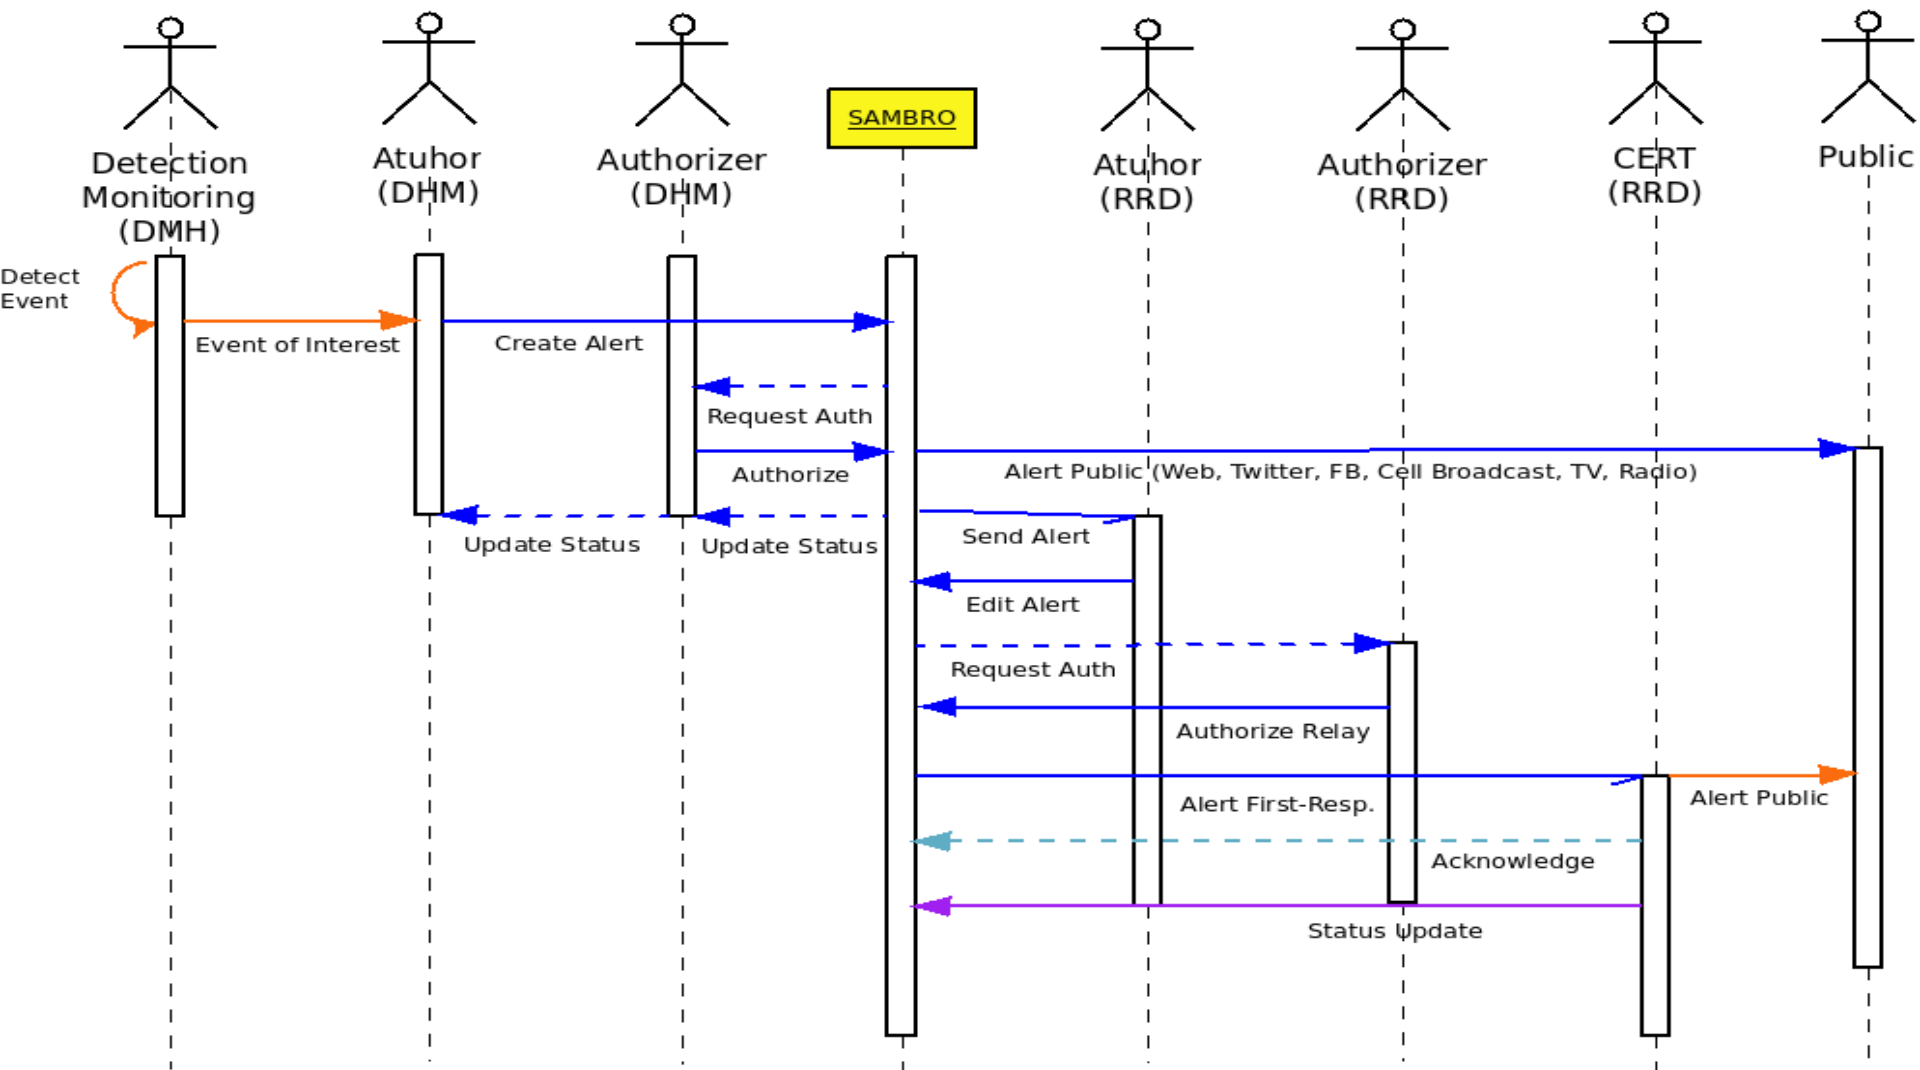 Detection
Monitoring
(DMH)
Atuhor
(DHM)
Authorizer
(DHM)
SAMBRO
Atuhor
(RRD)
Authorizer
(RRD)
CERT
(RRD)
Public
Detect
Event
Event of Interest
Create Alert
Request Auth
Authorize
Alert Public (Web, Twitter, FB, Cell Broadcast, TV, Radio)
Update Status
Update Status
Send Alert
Edit Alert
Request Auth
Authorize Relay
Alert First-Resp.
Alert Public
Acknowledge
Status Update